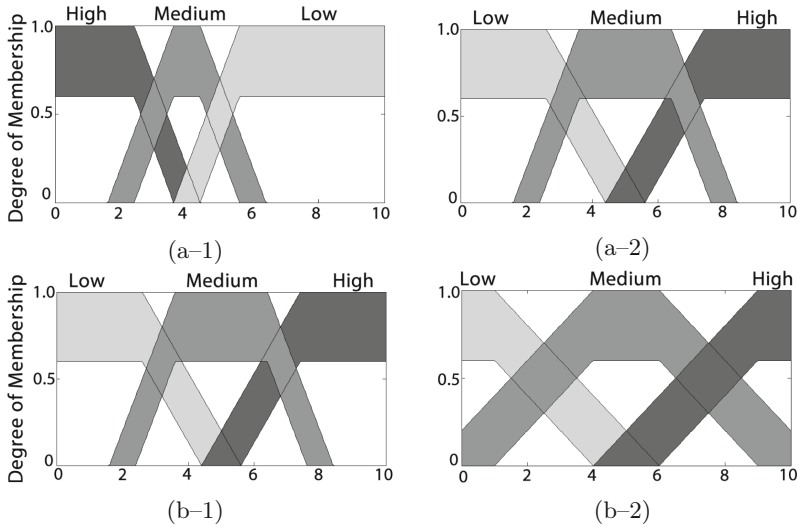 High Medium Low
Degree of Membership
1.0
0.5
0
0 2 4 6 8 10
(a–1)
Low Medium High
1.0
0.5
0
0 2 4 6 8 10
(a–2)
Low Medium High
Degree of Membership
1.0
0.5
0
0 2 4 6 8 10
(b–1)
Low Medium High
1.0
0.5
0
0 2 4 6 8 10
(b–2)